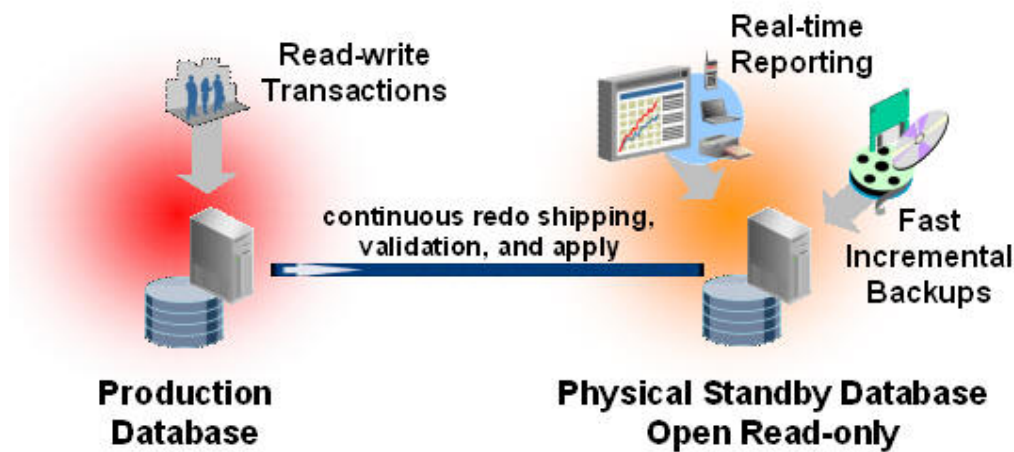 Read-write
Transactions
Real-time
Reporting
continuous redo shipping,
validation, and apply
Fast
Incremental
Backups
Production
Database
Physical Standby Database
Open Read-only